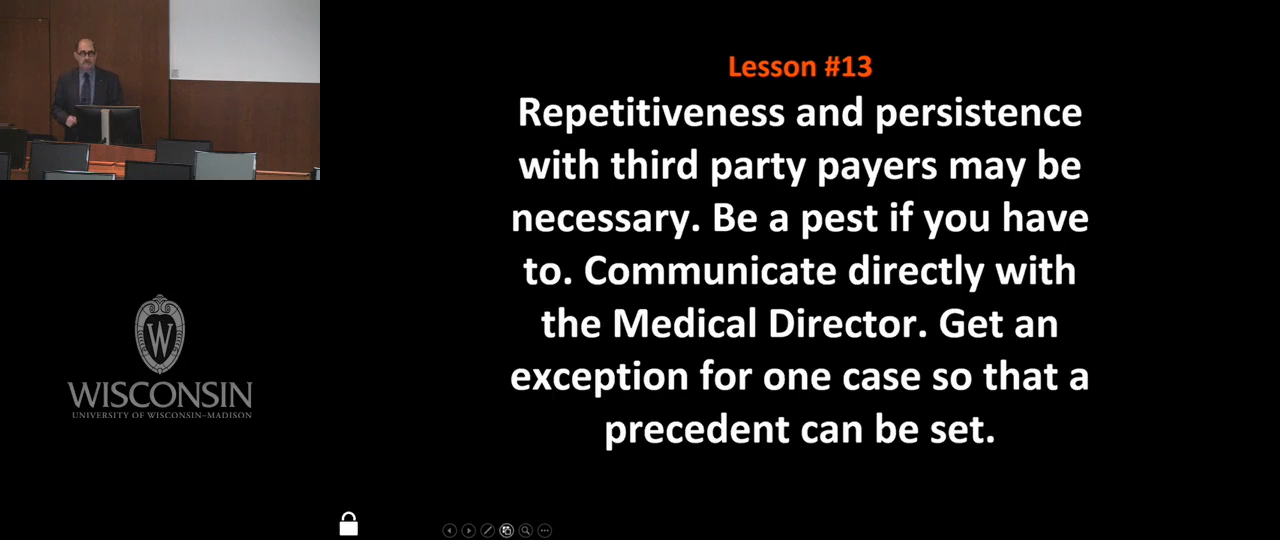 Lesson #13
Repetitiveness and persistence
with third party payers may be
necessary. Be a pest if you have
to. Communicate directly with
the Medical Director. Get an
exception for one case so that a
precedent can be set.
W
WISCONSIN
UNIVERSITY OF WISCONSIN–MADISON